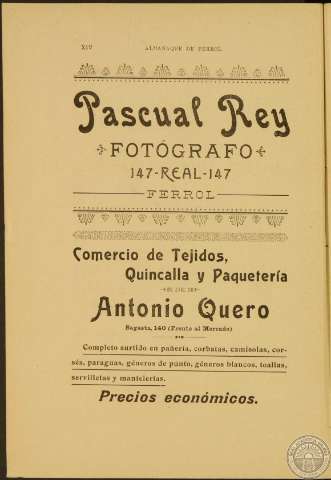 XIV ALMANAQUE DE FERROL
Pascual Rey
FOTÓGRAFO
147-REAL-147
FERROL
Comercio de Tejidos,
Quincalla y Paquetería
DE
Antonio Quero
Sagasta, 140 (Frente al Mercado)
Completo surtido en pañería, corbatas, camisolas, cor-
sés, paraguas, géneros de punto, géneros blancos, toallas,
servilletas y mantelerías.
Precios económicos.